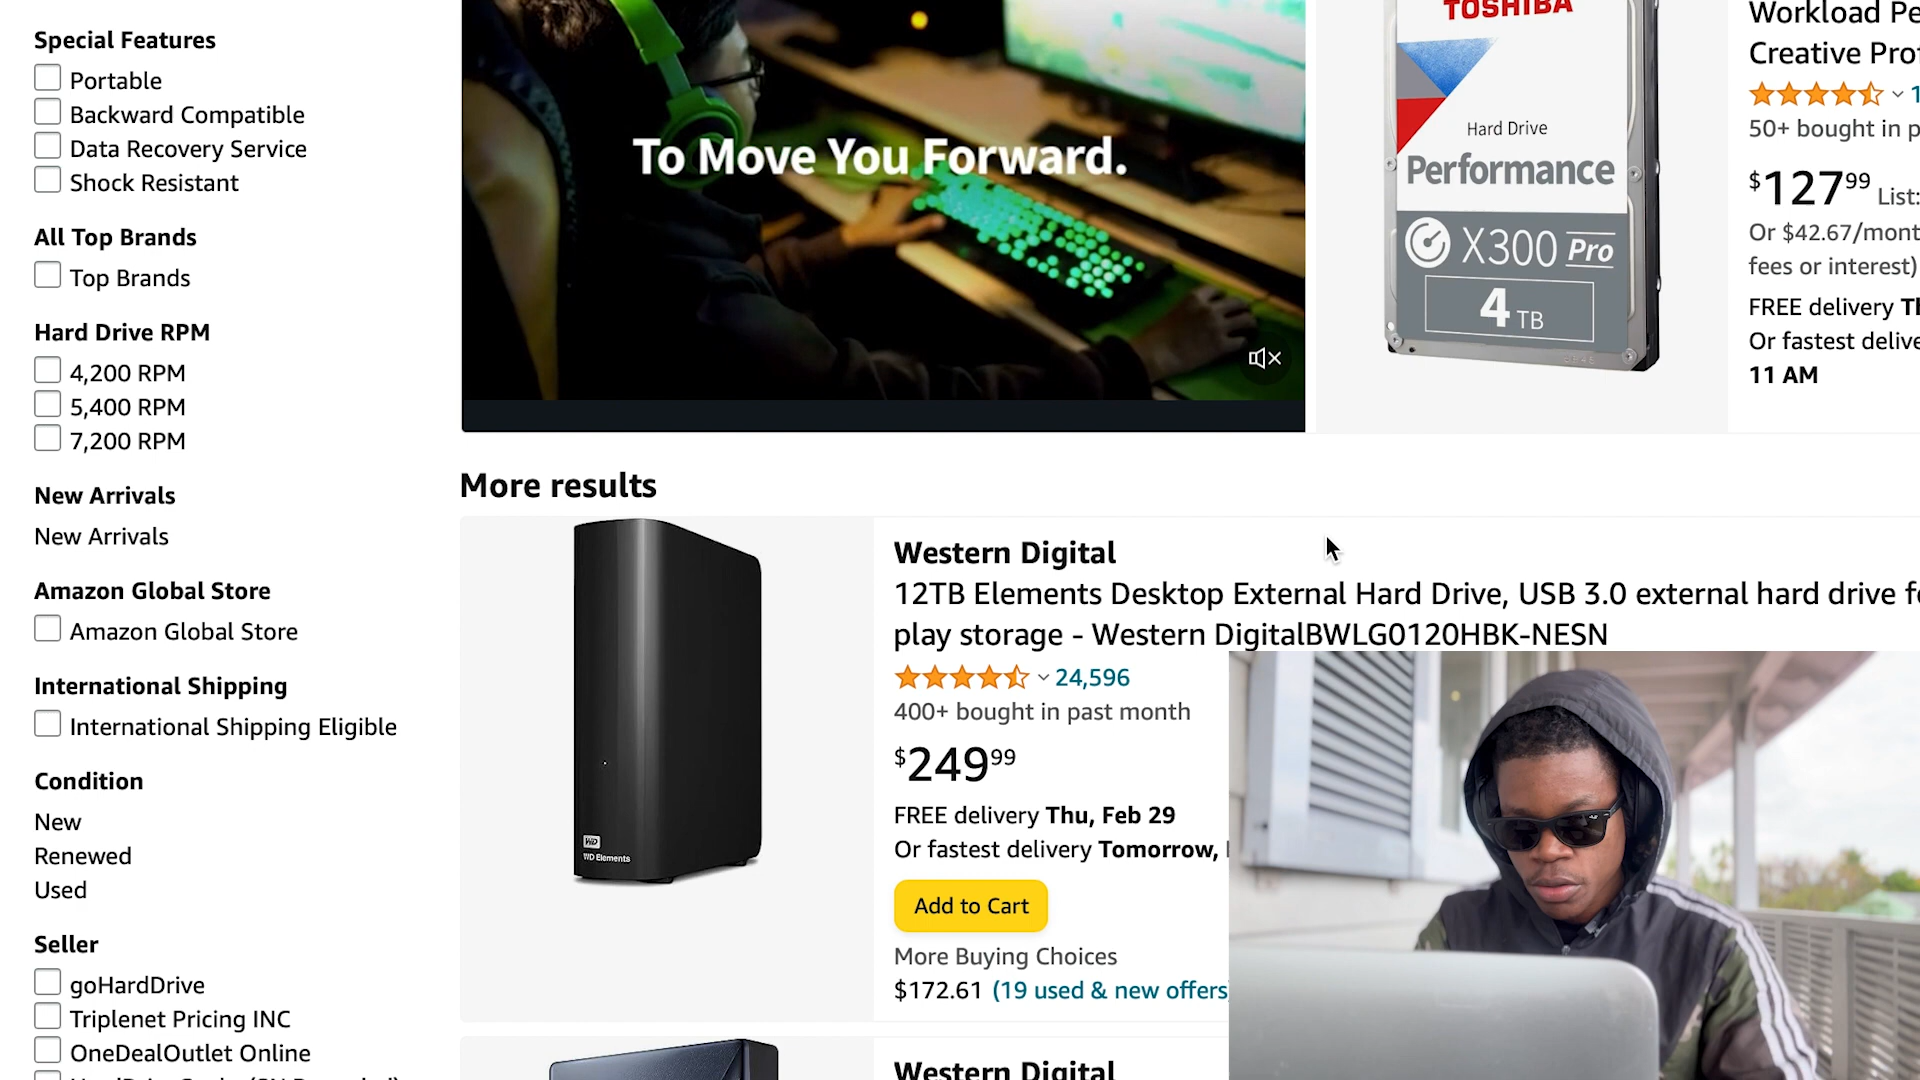 Special Features
Portable
Backward Compatible
Data Recovery Service
Shock Resistant
All Top Brands
Top Brands
Hard Drive RPM
4,200 RPM
5,400 RPM
7,200 RPM
New Arrivals
New Arrivals
Amazon Global Store
Amazon Global Store
International Shipping
International Shipping Eligible
Condition
New
Renewed
Used
Seller
goHardDrive
Triplenet Pricing INC
OneDealOutlet Online
To Move You Forward.
TOSHIBA
Hard Drive
Performance
X300 Pro
4 TB
Workload Pe
Creative Pro
50+ bought in p
$127 99 List:
Or $42.67/mont
fees or interest)
FREE delivery Th
Or fastest delive
11 AM
More results
WD
WD Elements
Western Digital
12TB Elements Desktop External Hard Drive, USB 3.0 external hard drive fo
play storage - Western DigitalBWLG0120HBK-NESN
24,596
400+ bought in past month
$249 99
FREE delivery Thu, Feb 29
Or fastest delivery Tomorrow,
Add to Cart
More Buying Choices
$172.61 (19 used & new offers
Western Digital